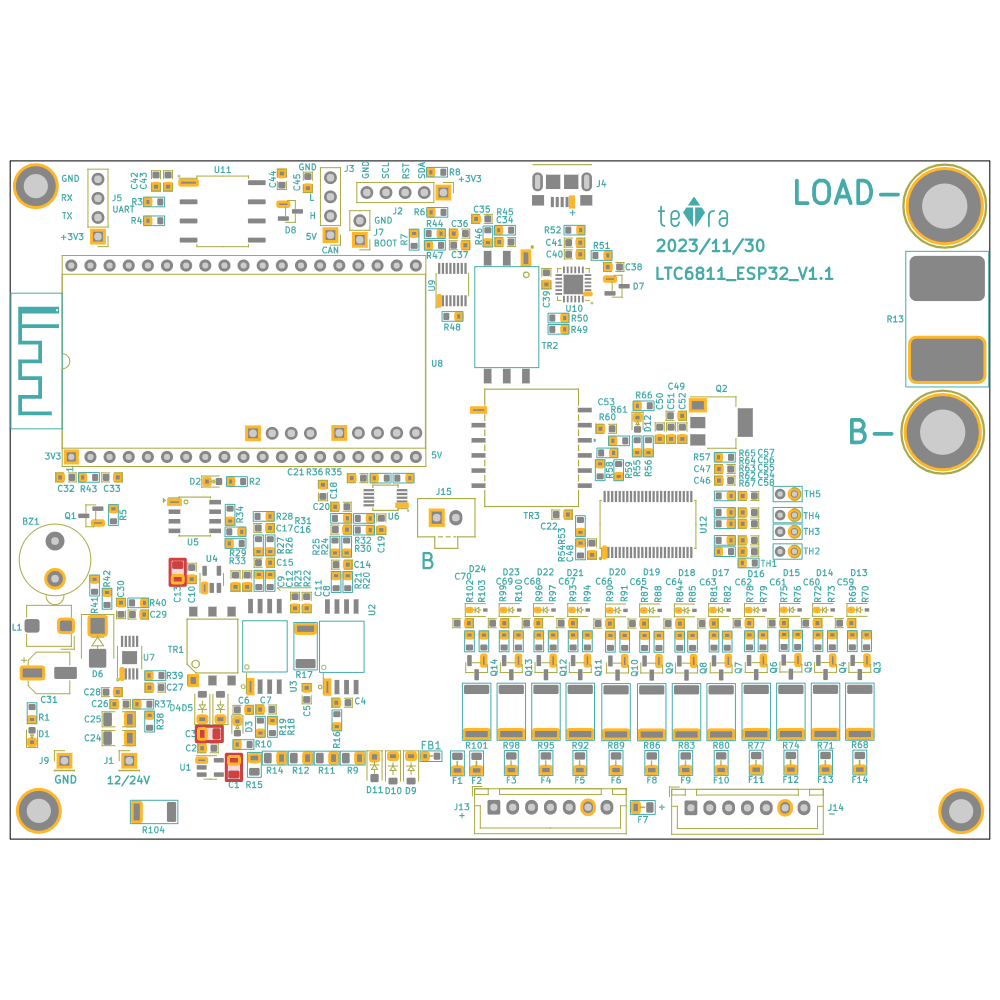 LOAD-
te▼ra
2023/11/30
LTC6811_ESP32_V1.1
GND
RX
TX
+3V3
J5
UART
C42
C43
R3
R4
U11
C44
C45
GND
L
H
5V
CAN
J3
D8
GND
SCL
RST
SDA
R8
+3V3
J2
GND
J7
BOOT
R6
R7
R44
R47
C35
C36
C37
R46
R45
C34
J4
R52
C41
C40
R51
C38
D7
C39
U10
R50
R49
U9
R48
TR2
R13
B-
U8
3V3
5V
C32
R43
C33
D2
R2
C21
R36
R35
C18
C20
U6
C19
J15
B
TR3
C22
C53
R60
R61
R66
D12
C50
C51
C49
C52
Q2
R58
R59
R55
R56
R57
C47
C46
R65
R64
R63
R62
R67
C57
C56
C55
C54
C58
U12
R54
R53
C48
TH5
TH4
TH3
TH2
TH1
Q1
R5
BZ1
U5
R34
R29
R33
R28
C17
R31
C16
R27
R26
C15
R25
R24
R32
R30
C14
U4
C13
C10
C9
C12
R23
R22
C11
C8
R21
R20
R41
R42
C30
R40
C29
L1
D6
U7
R39
C27
C28
C26
R37
C25
C24
R38
C31
R1
D1
J9
GND
J1
12/24V
TR1
D4
D5
C3
C2
U1
C1
C6
C7
D3
R19
R18
R10
R15
R14
R12
R11
R9
U3
R17
C5
U2
C4
R16
D11
D10
D9
FB1
R104
D24
D23
D22
D21
D20
D19
D18
D17
D16
D15
D14
D13
C70
C69
C68
C67
C66
C65
C64
C63
C62
C61
C60
C59
R102
R103
R99
R100
R96
R97
R93
R94
R90
R91
R87
R88
R84
R85
R81
R82
R78
R79
R75
R76
R72
R73
R69
R70
Q14
Q13
Q12
Q11
Q10
Q9
Q8
Q7
Q6
Q5
Q4
Q3
R101
R98
R95
R92
R89
R86
R83
R80
R77
R74
R71
R68
F1
F2
F3
F4
F5
F6
F8
F9
F10
F11
F12
F13
F14
J13
+
F7
+
J14
-